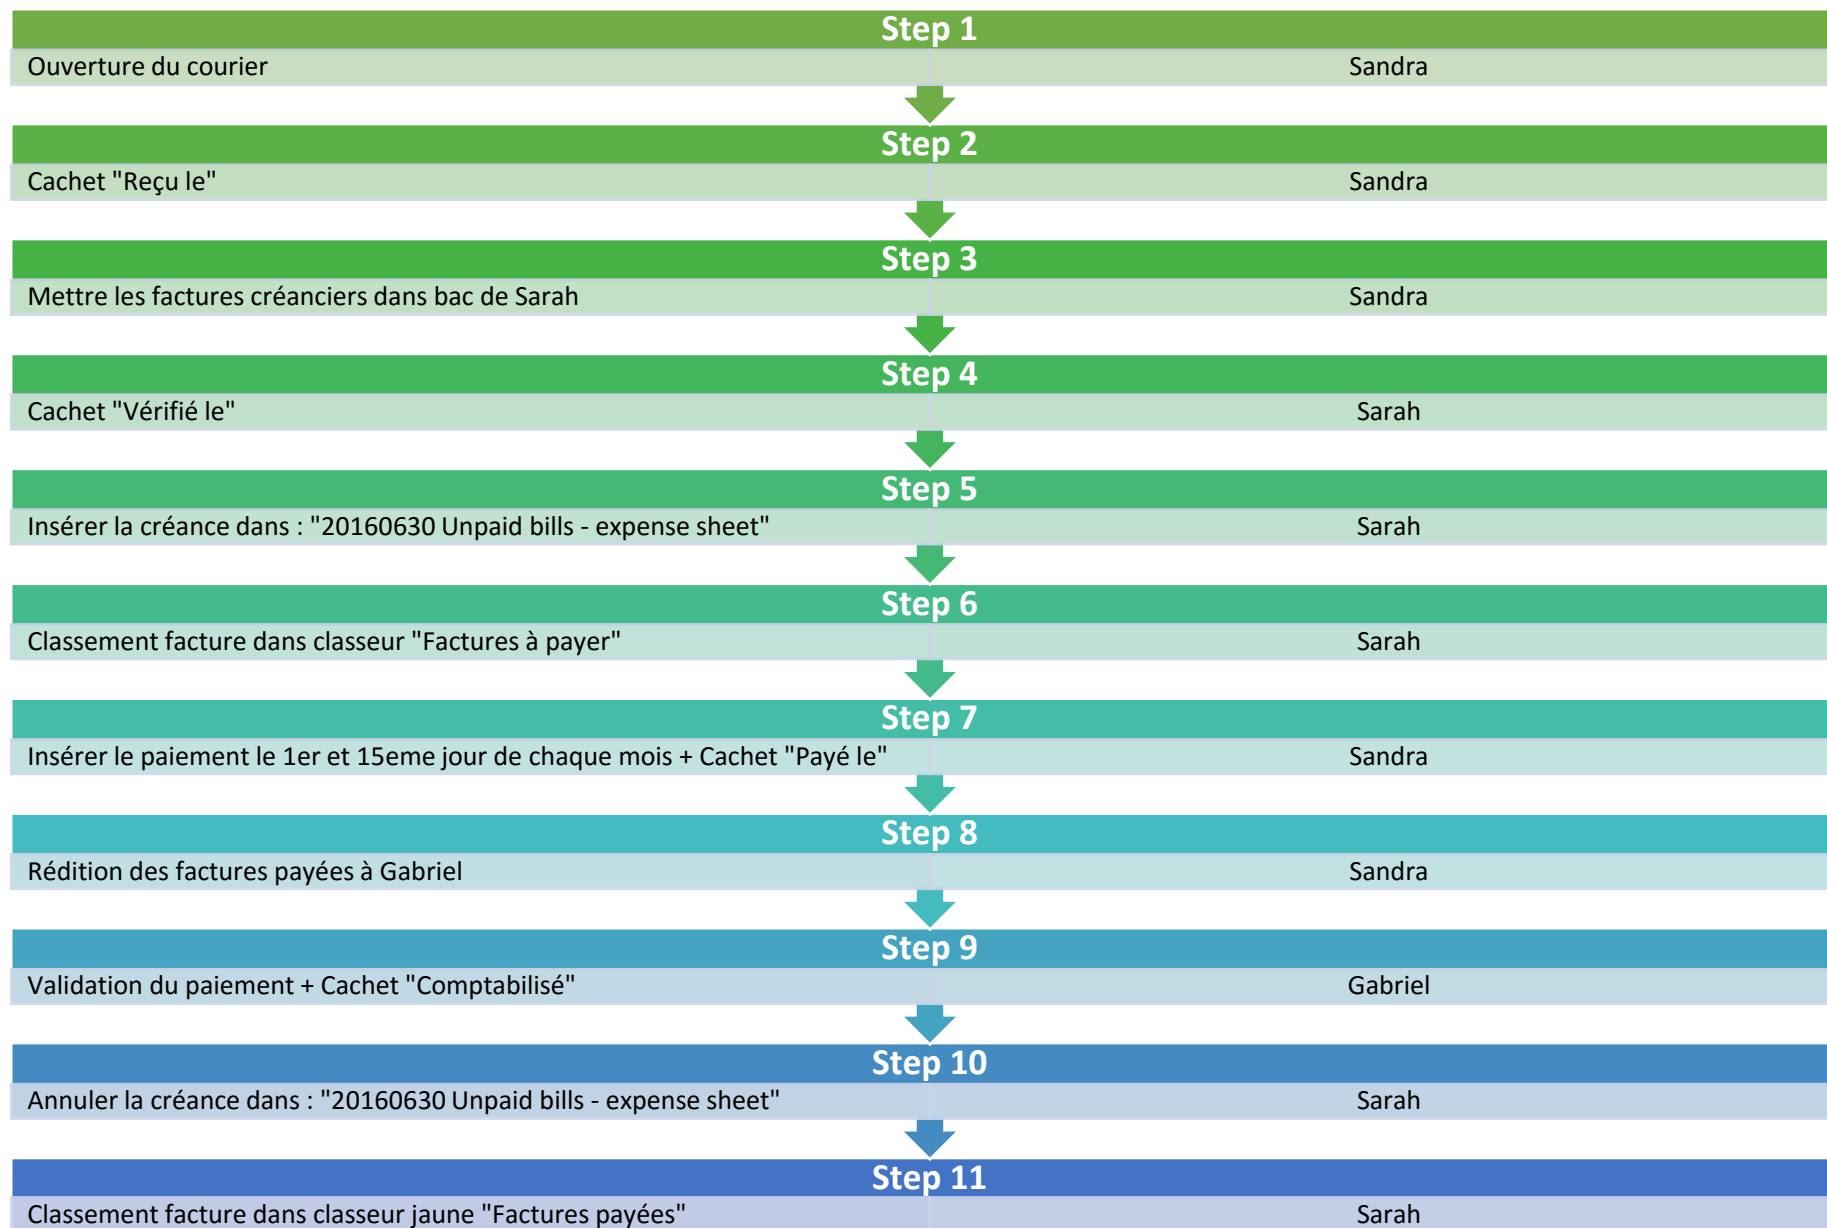 Step 1
Ouverture du courier Sandra
Step 2
Cachet "Reçu le" Sandra
Step 3
Mettre les factures créanciers dans bac de Sarah Sandra
Step 4
Cachet "Vérifié le" Sarah
Step 5
Insérer la créance dans : "20160630 Unpaid bills - expense sheet" Sarah
Step 6
Classement facture dans classeur "Factures à payer" Sarah
Step 7
Insérer le paiement le 1er et 15eme jour de chaque mois + Cachet "Payé le" Sandra
Step 8
Rédition des factures payées à Gabriel Sandra
Step 9
Validation du paiement + Cachet "Comptabilisé" Gabriel
Step 10
Annuler la créance dans : "20160630 Unpaid bills - expense sheet" Sarah
Step 11
Classement facture dans classeur jaune "Factures payées" Sarah